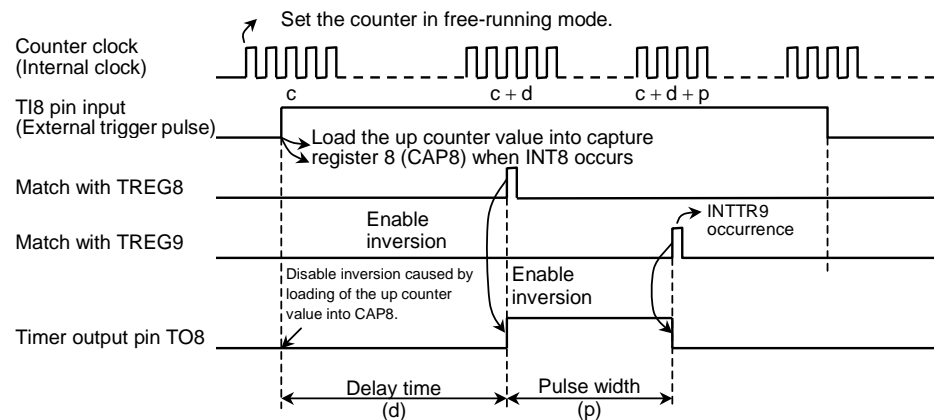 Set the counter in free-running mode.
Counter clock
(Internal clock)
c
c + d
c + d + p
TI8 pin input
(External trigger pulse)
Load the up counter value into capture
register 8 (CAP8) when INT8 occurs
Match with TREG8
Enable
inversion
INTTR9
occurrence
Match with TREG9
Disable inversion caused by
loading of the up counter
value into CAP8.
Enable
inversion
Timer output pin TO8
Delay time
(d)
Pulse width
(p)